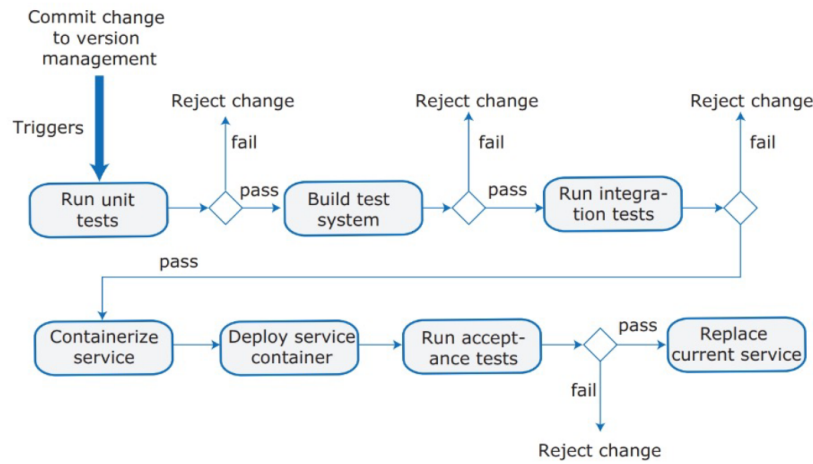 Commit change
to version
management
Triggers
Reject change
Reject change
Reject change
fail
fail
fail
Run unit
tests
pass
Build test
system
pass
Run integra-
tion tests
pass
Containerize
service
Deploy service
container
Run accept-
ance tests
pass
Replace
current service
fail
Reject change